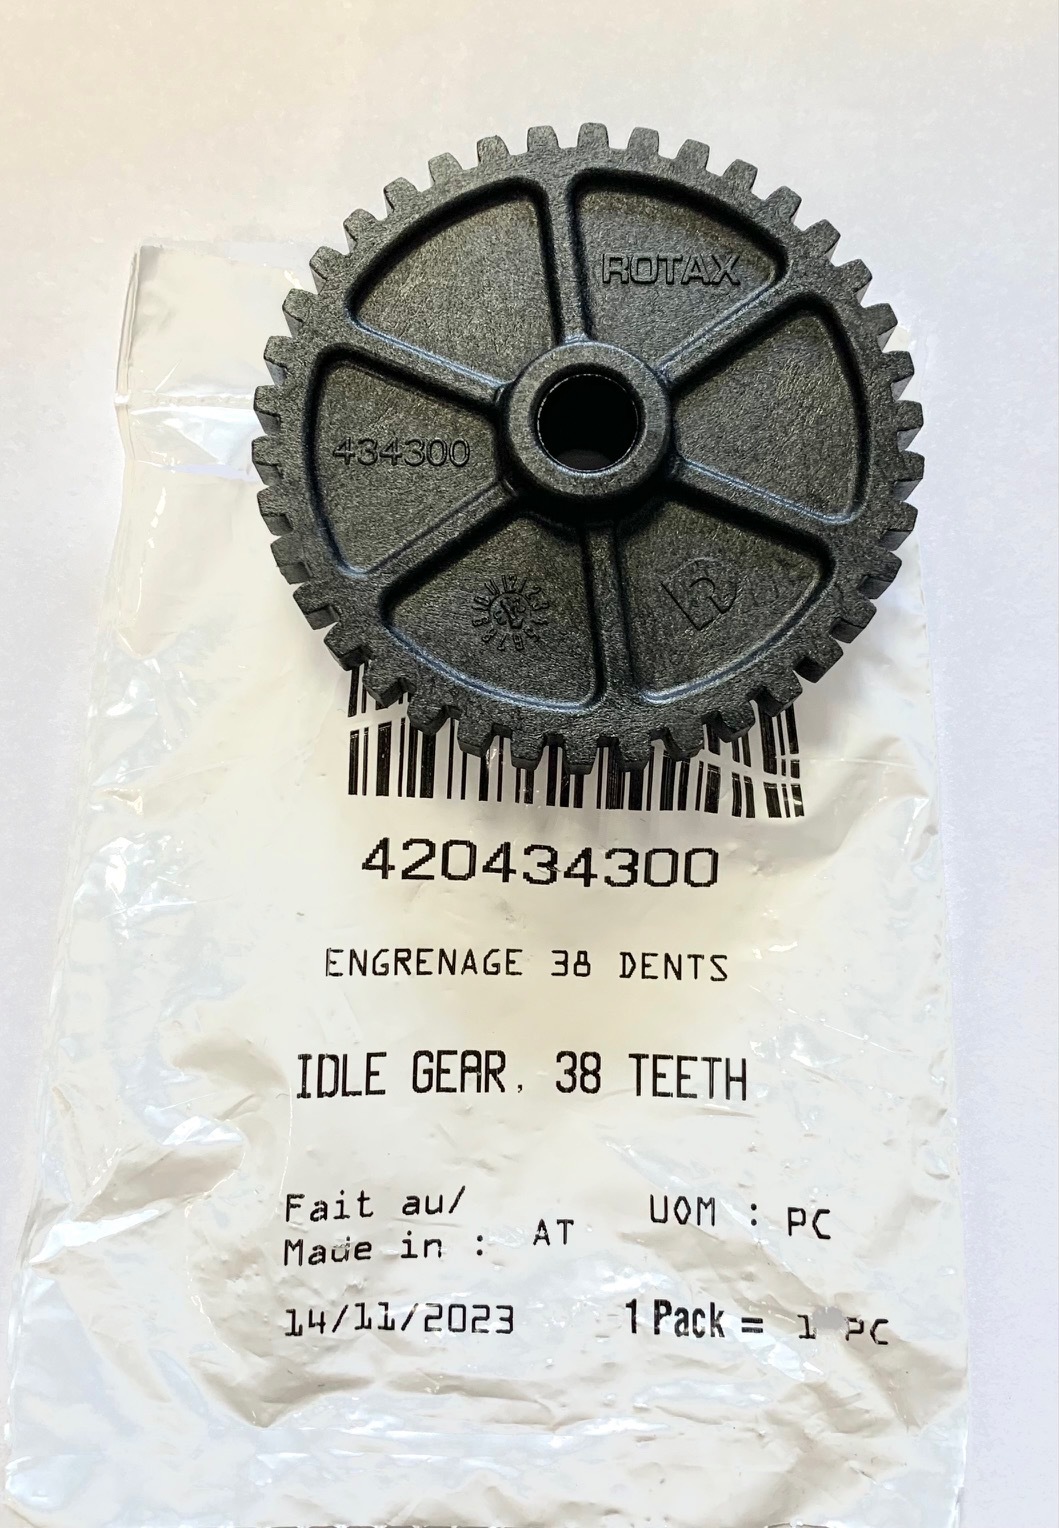 ROTAX
434300
420434300
ENGRENAGE 38 DENTS
IDLE GEAR, 38 TEETH
Fait au/
Made in : AT
UOM : PC
14/11/2023
1 Pack = 1 PC